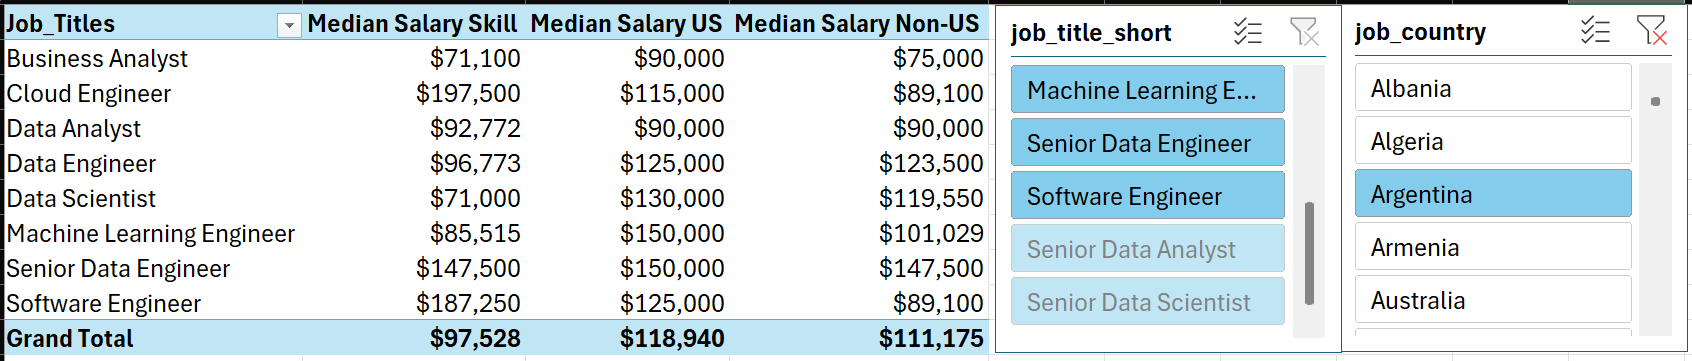 Job_Titles Median Salary Skill Median Salary US Median Salary Non-US
Business Analyst $71,100 $90,000 $75,000
Cloud Engineer $197,500 $115,000 $89,100
Data Analyst $92,772 $90,000 $90,000
Data Engineer $96,773 $125,000 $123,500
Data Scientist $71,000 $130,000 $119,550
Machine Learning Engineer $85,515 $150,000 $101,029
Senior Data Engineer $147,500 $150,000 $147,500
Software Engineer $187,250 $125,000 $89,100
Grand Total $97,528 $118,940 $111,175
job_title_short
Machine Learning E...
Senior Data Engineer
Software Engineer
Senior Data Analyst
Senior Data Scientist
job_country
Albania
Algeria
Argentina
Armenia
Australia